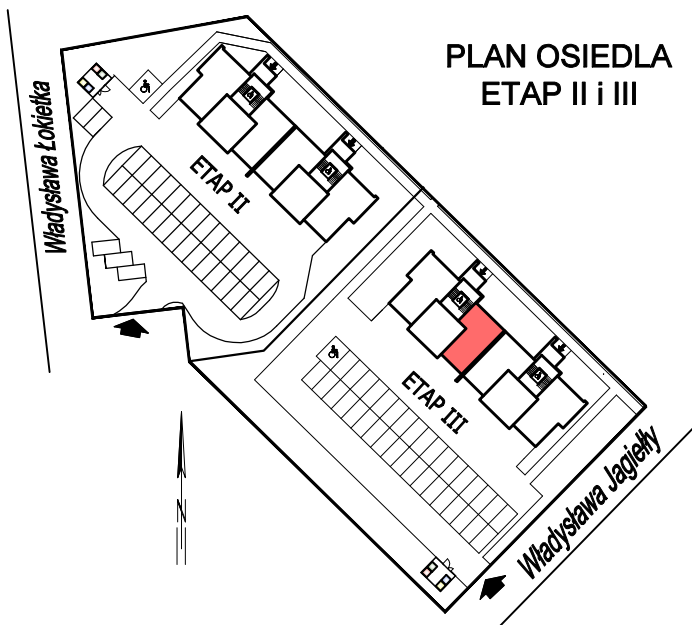 PLAN OSIEDLA
ETAP II i III
Władysława Łokietka
ETAP II
ETAP III
Władysława Jagiełły
N